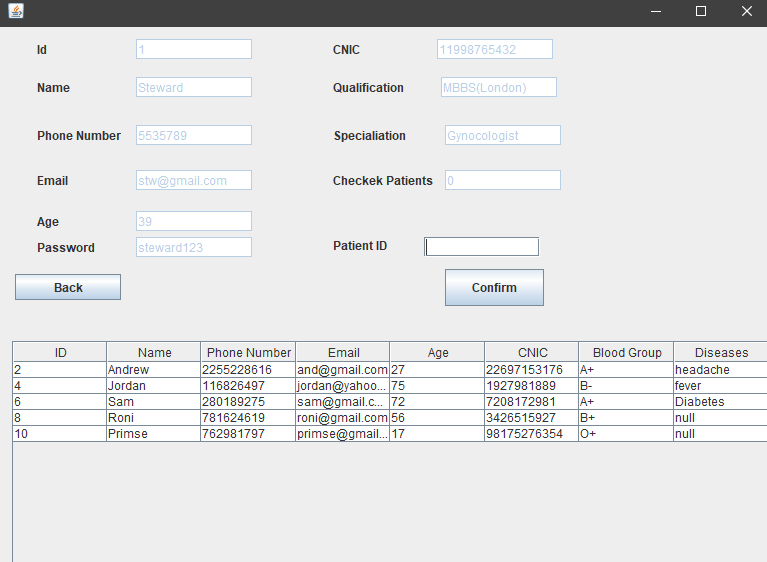 Id 1 CNIC 11998765432
Name Steward Qualification MBBS(London)
Phone Number 5535789 Specialiation Gynocologist
Email stw@gmail.com Checkek Patients 0
Age 39
Password steward123 Patient ID
Back Confirm
ID Name Phone Number Email Age CNIC Blood Group Diseases
2 Andrew 2255228616 and@gmail.com 27 22697153176 A+ headache
4 Jordan 116826497 jordan@yahoo... 75 1927981889 B- fever
6 Sam 280189275 sam@gmail.c... 72 7208172981 A+ Diabetes
8 Roni 781624619 roni@gmail.com 56 3426515927 B+ null
10 Primse 762981797 primse@gmail... 17 98175276354 O+ null